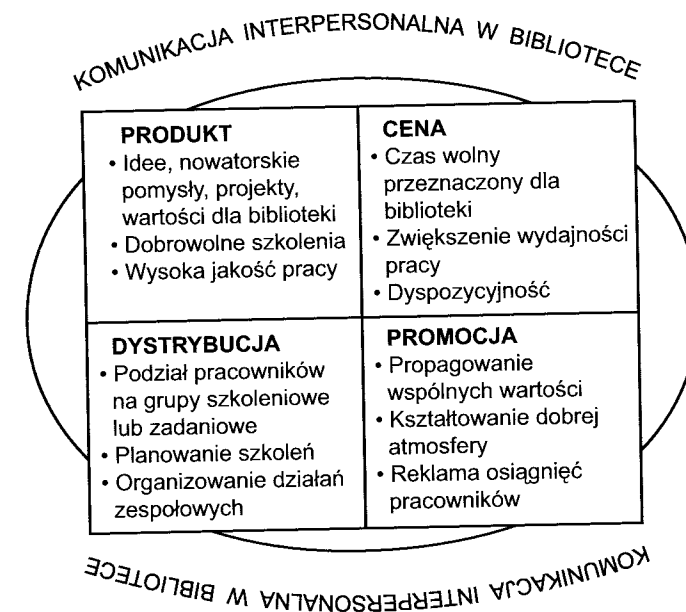 KOMUNIKACJA INTERPERSONALNA W BIBLIOTECE
PRODUKT
• Idee, nowatorskie
pomysły, projekty,
wartości dla biblioteki
• Dobrowolne szkolenia
• Wysoka jakość pracy
CENA
• Czas wolny
przeznaczony dla
biblioteki
• Zwiększenie wydajności
pracy
• Dyspozycyjność
DYSTRYBUCJA
• Podział pracowników
na grupy szkoleniowe
lub zadaniowe
• Planowanie szkoleń
• Organizowanie działań
zespołowych
PROMOCJA
• Propagowanie
wspólnych wartości
• Kształtowanie dobrej
atmosfery
• Reklama osiągnięć
pracowników
KOMUNIKACJA INTERPERSONALNA W BIBLIOTECE